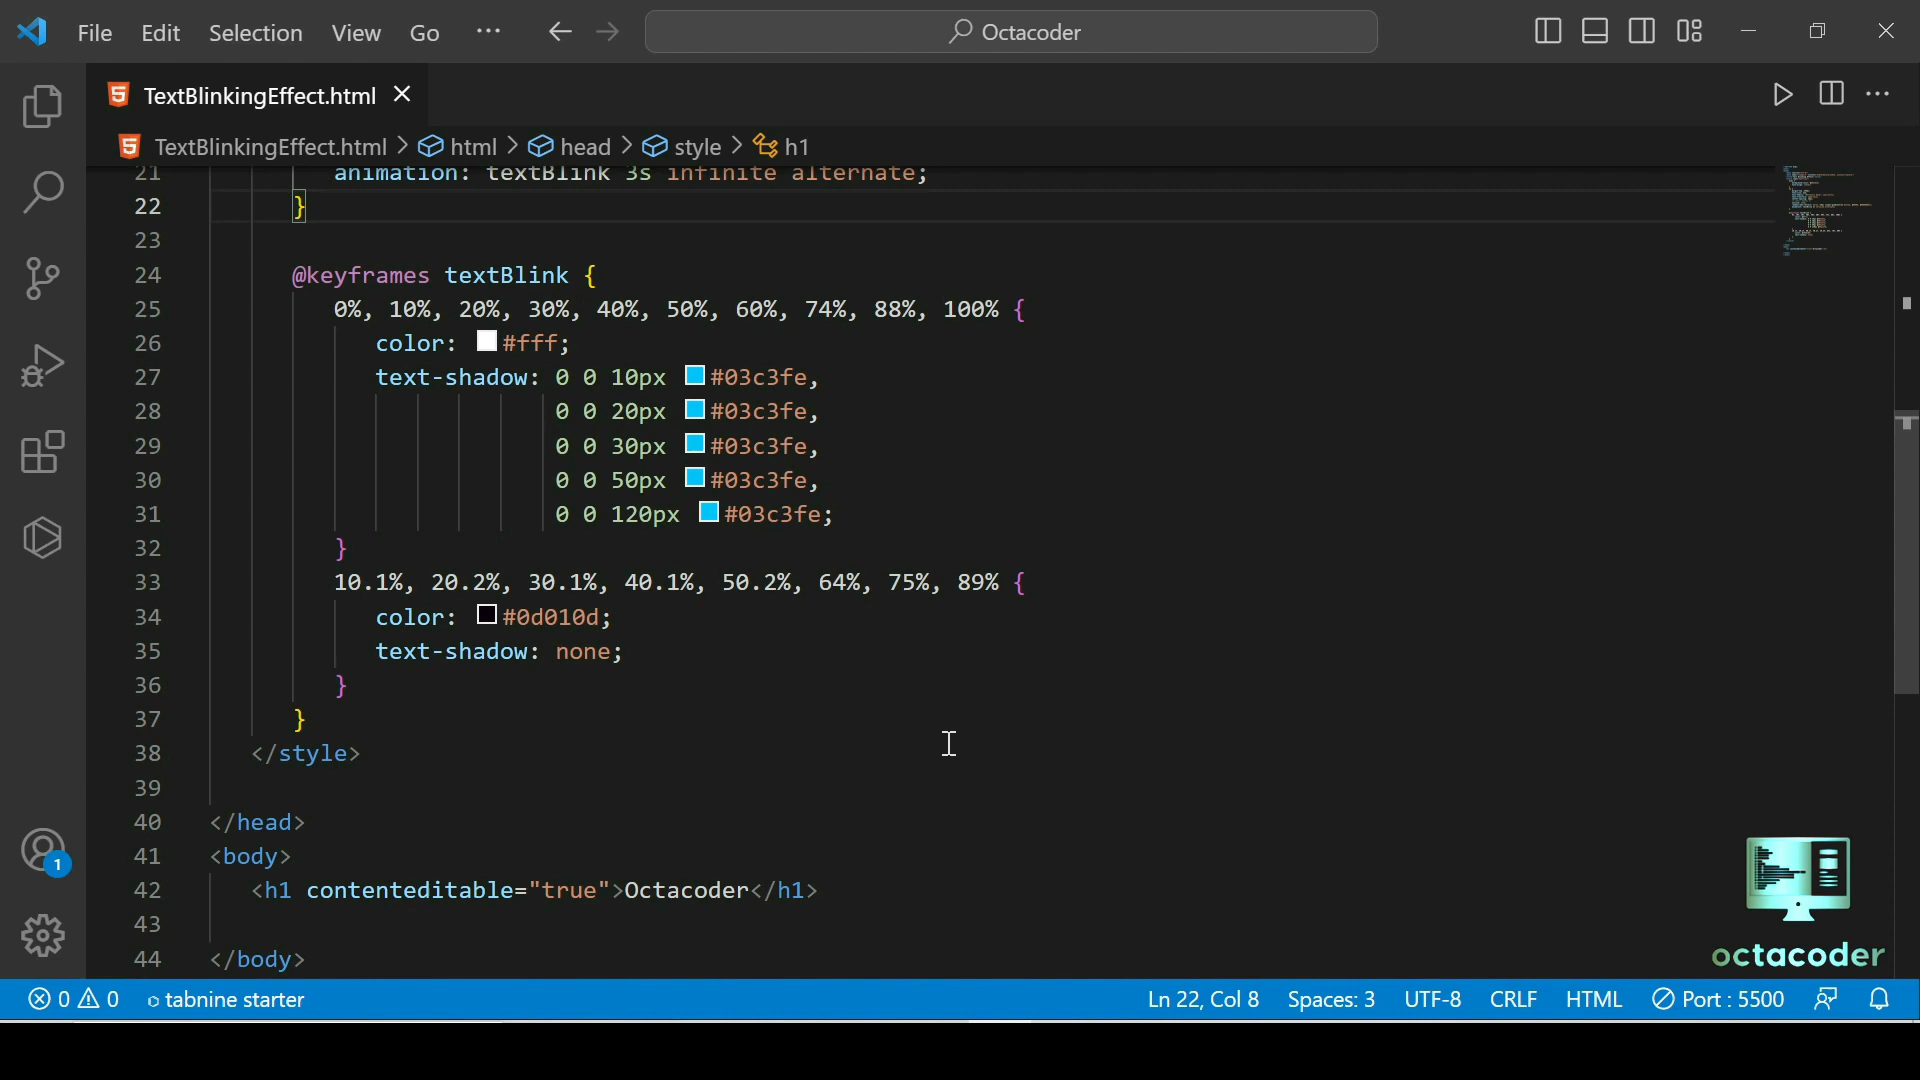 File Edit Selection View Go ··· Octacoder
TextBlinkingEffect.html
TextBlinkingEffect.html > html > head > style > h1
21 animation: textBlink 3s infinite alternate;
22 }
23
24 @keyframes textBlink {
25 0%, 10%, 20%, 30%, 40%, 50%, 60%, 74%, 88%, 100% {
26 color: #fff;
27 text-shadow: 0 0 10px #03c3fe,
28 0 0 20px #03c3fe,
29 0 0 30px #03c3fe,
30 0 0 50px #03c3fe,
31 0 0 120px #03c3fe;
32 }
33 10.1%, 20.2%, 30.1%, 40.1%, 50.2%, 64%, 75%, 89% {
34 color: #0d010d;
35 text-shadow: none;
36 }
37 }
38 </style>
39
40 </head>
41 <body>
42 <h1 contenteditable="true">Octacoder</h1>
43
44 </body>
1
octacoder
0 0 tabnine starter Ln 22, Col 8 Spaces: 3 UTF-8 CRLF HTML Port : 5500